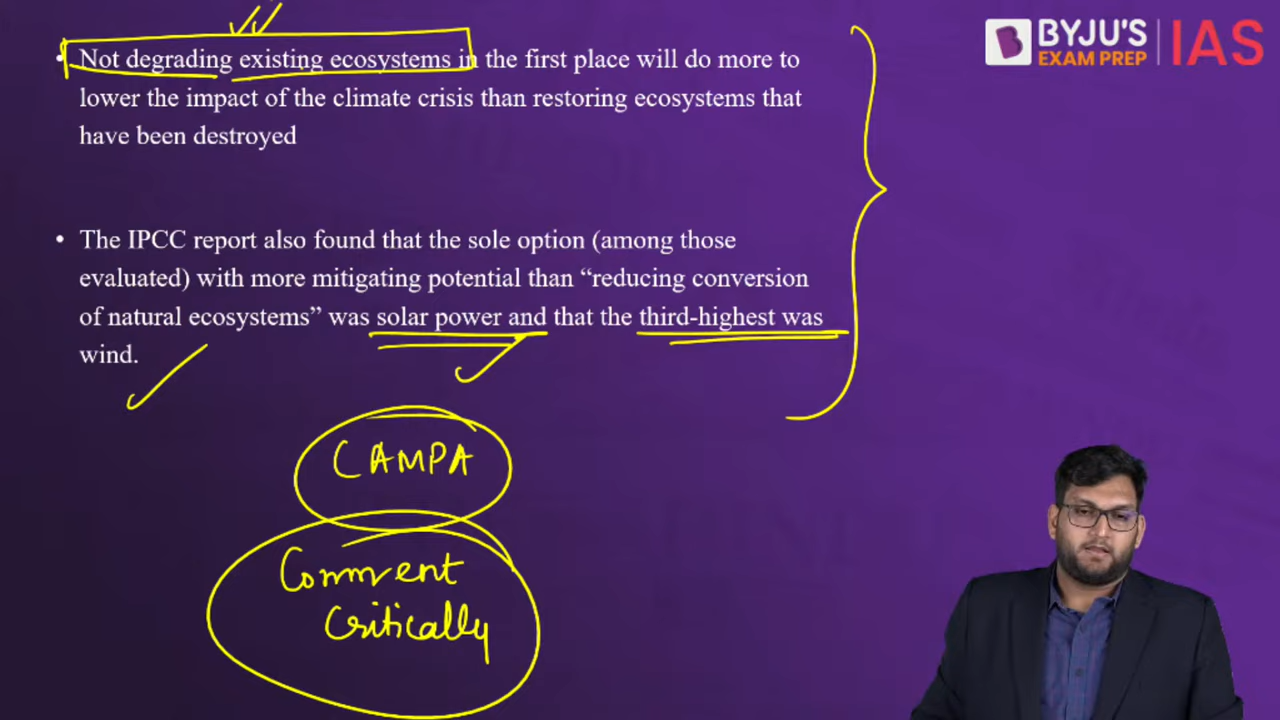 BYJU'S
EXAM PREP
IAS
• Not degrading existing ecosystems in the first place will do more to
lower the impact of the climate crisis than restoring ecosystems that
have been destroyed
• The IPCC report also found that the sole option (among those
evaluated) with more mitigating potential than “reducing conversion
of natural ecosystems” was solar power and that the third-highest was
wind.
CAMPA
Comment
Critically